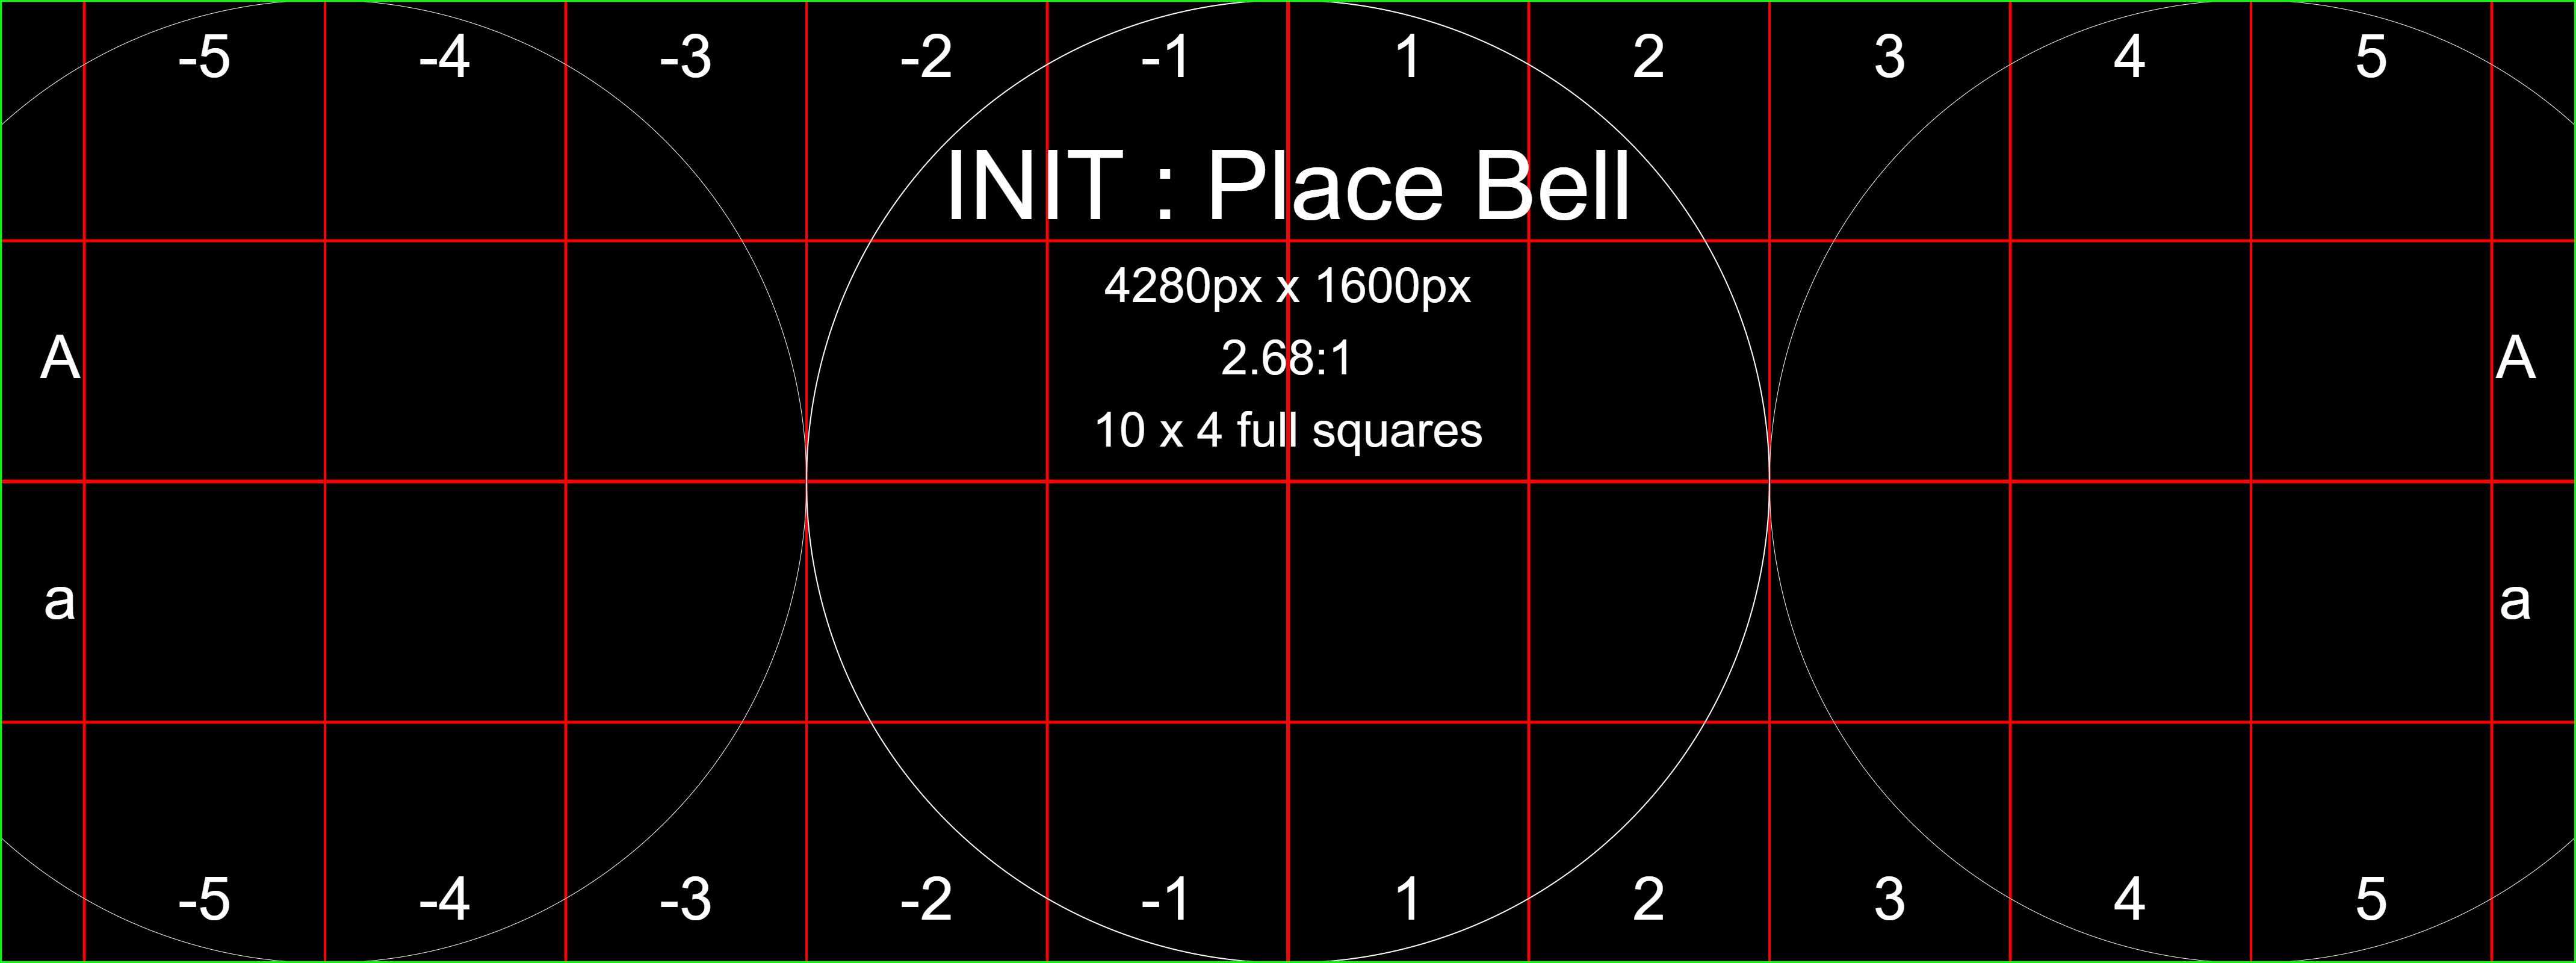 -5 -4 -3 -2 -1 1 2 3 4 5
INIT : Place Bell
4280px x 1600px
A 2.68:1 A
10 x 4 full squares
a a
-5 -4 -3 -2 -1 1 2 3 4 5